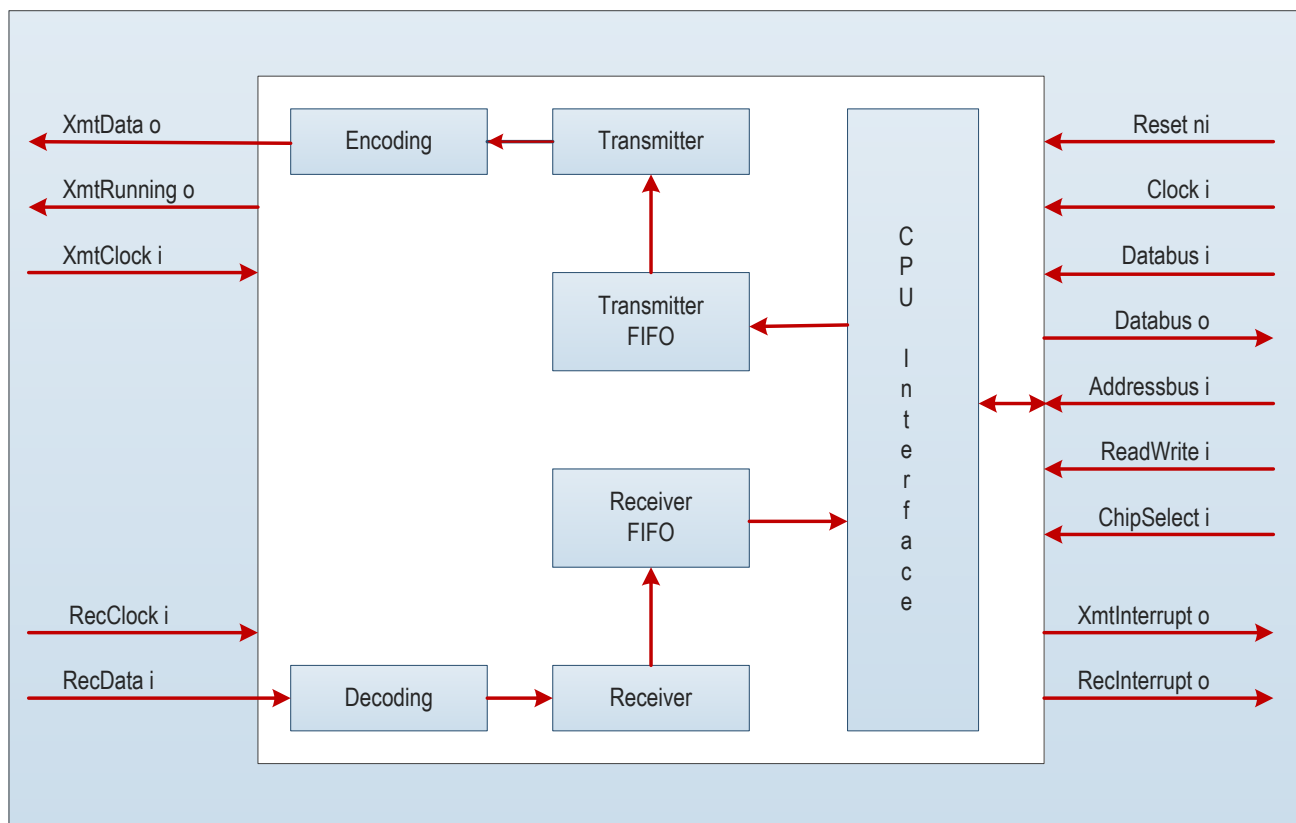 XmtData o
Encoding
Transmitter
Reset ni
XmtRunning o
Clock i
XmtClock i
Databus i
Transmitter
FIFO
Databus o
C
P
U
I
n
t
e
r
f
a
c
e
Addressbus i
ReadWrite i
Receiver
FIFO
ChipSelect i
RecClock i
XmtInterrupt o
RecData i
Decoding
Receiver
RecInterrupt o